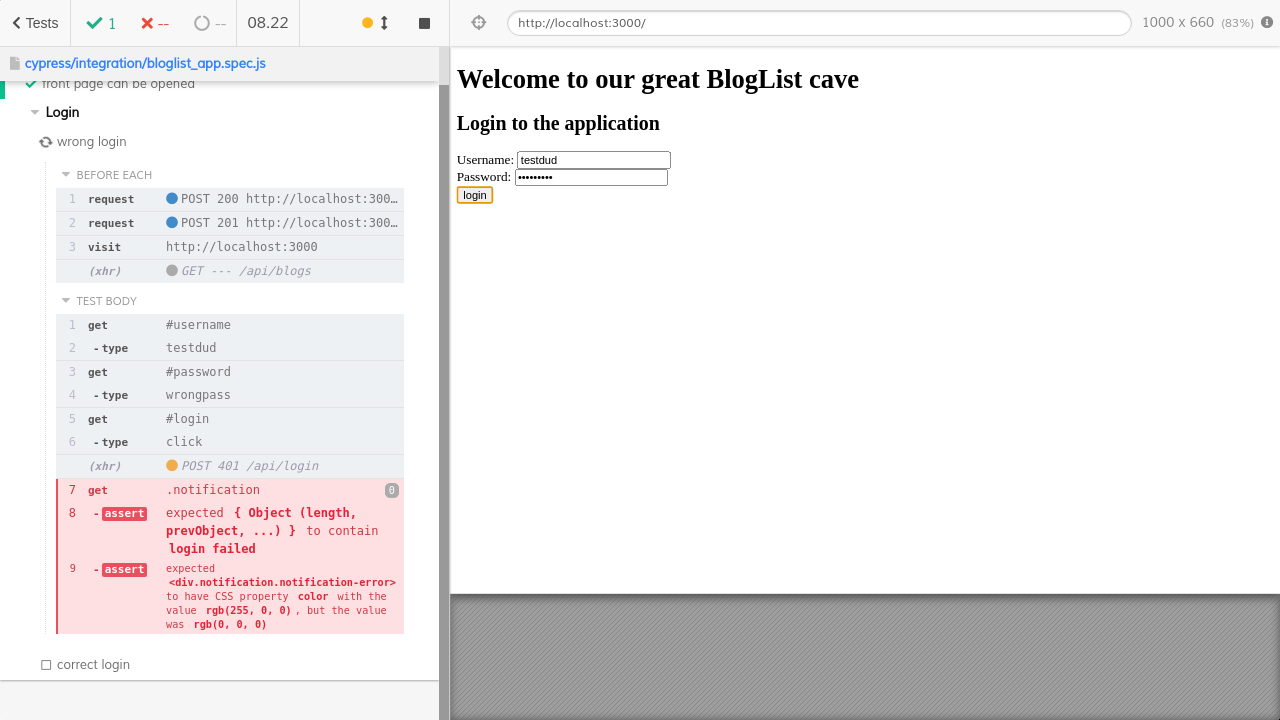 Tests
1
--
--
08.22
http://localhost:3000/
1000 x 660 (83%)
cypress/integration/bloglist_app.spec.js
front page can be opened
Login
wrong login
BEFORE EACH
1 request POST 200 http://localhost:300…
2 request POST 201 http://localhost:300…
3 visit http://localhost:3000
(xhr) GET --- /api/blogs
TEST BODY
1 get #username
2 - type testdud
3 get #password
4 - type wrongpass
5 get #login
6 - type click
(xhr) POST 401 /api/login
7 get .notification 0
8 - assert expected { Object (length,
prevObject, ...) } to contain
login failed
9 - assert expected
<div.notification.notification-error>
to have CSS property color with the
value rgb(255, 0, 0), but the value
was rgb(0, 0, 0)
correct login
Welcome to our great BlogList cave
Login to the application
Username: testdud
Password: •••••••••
login